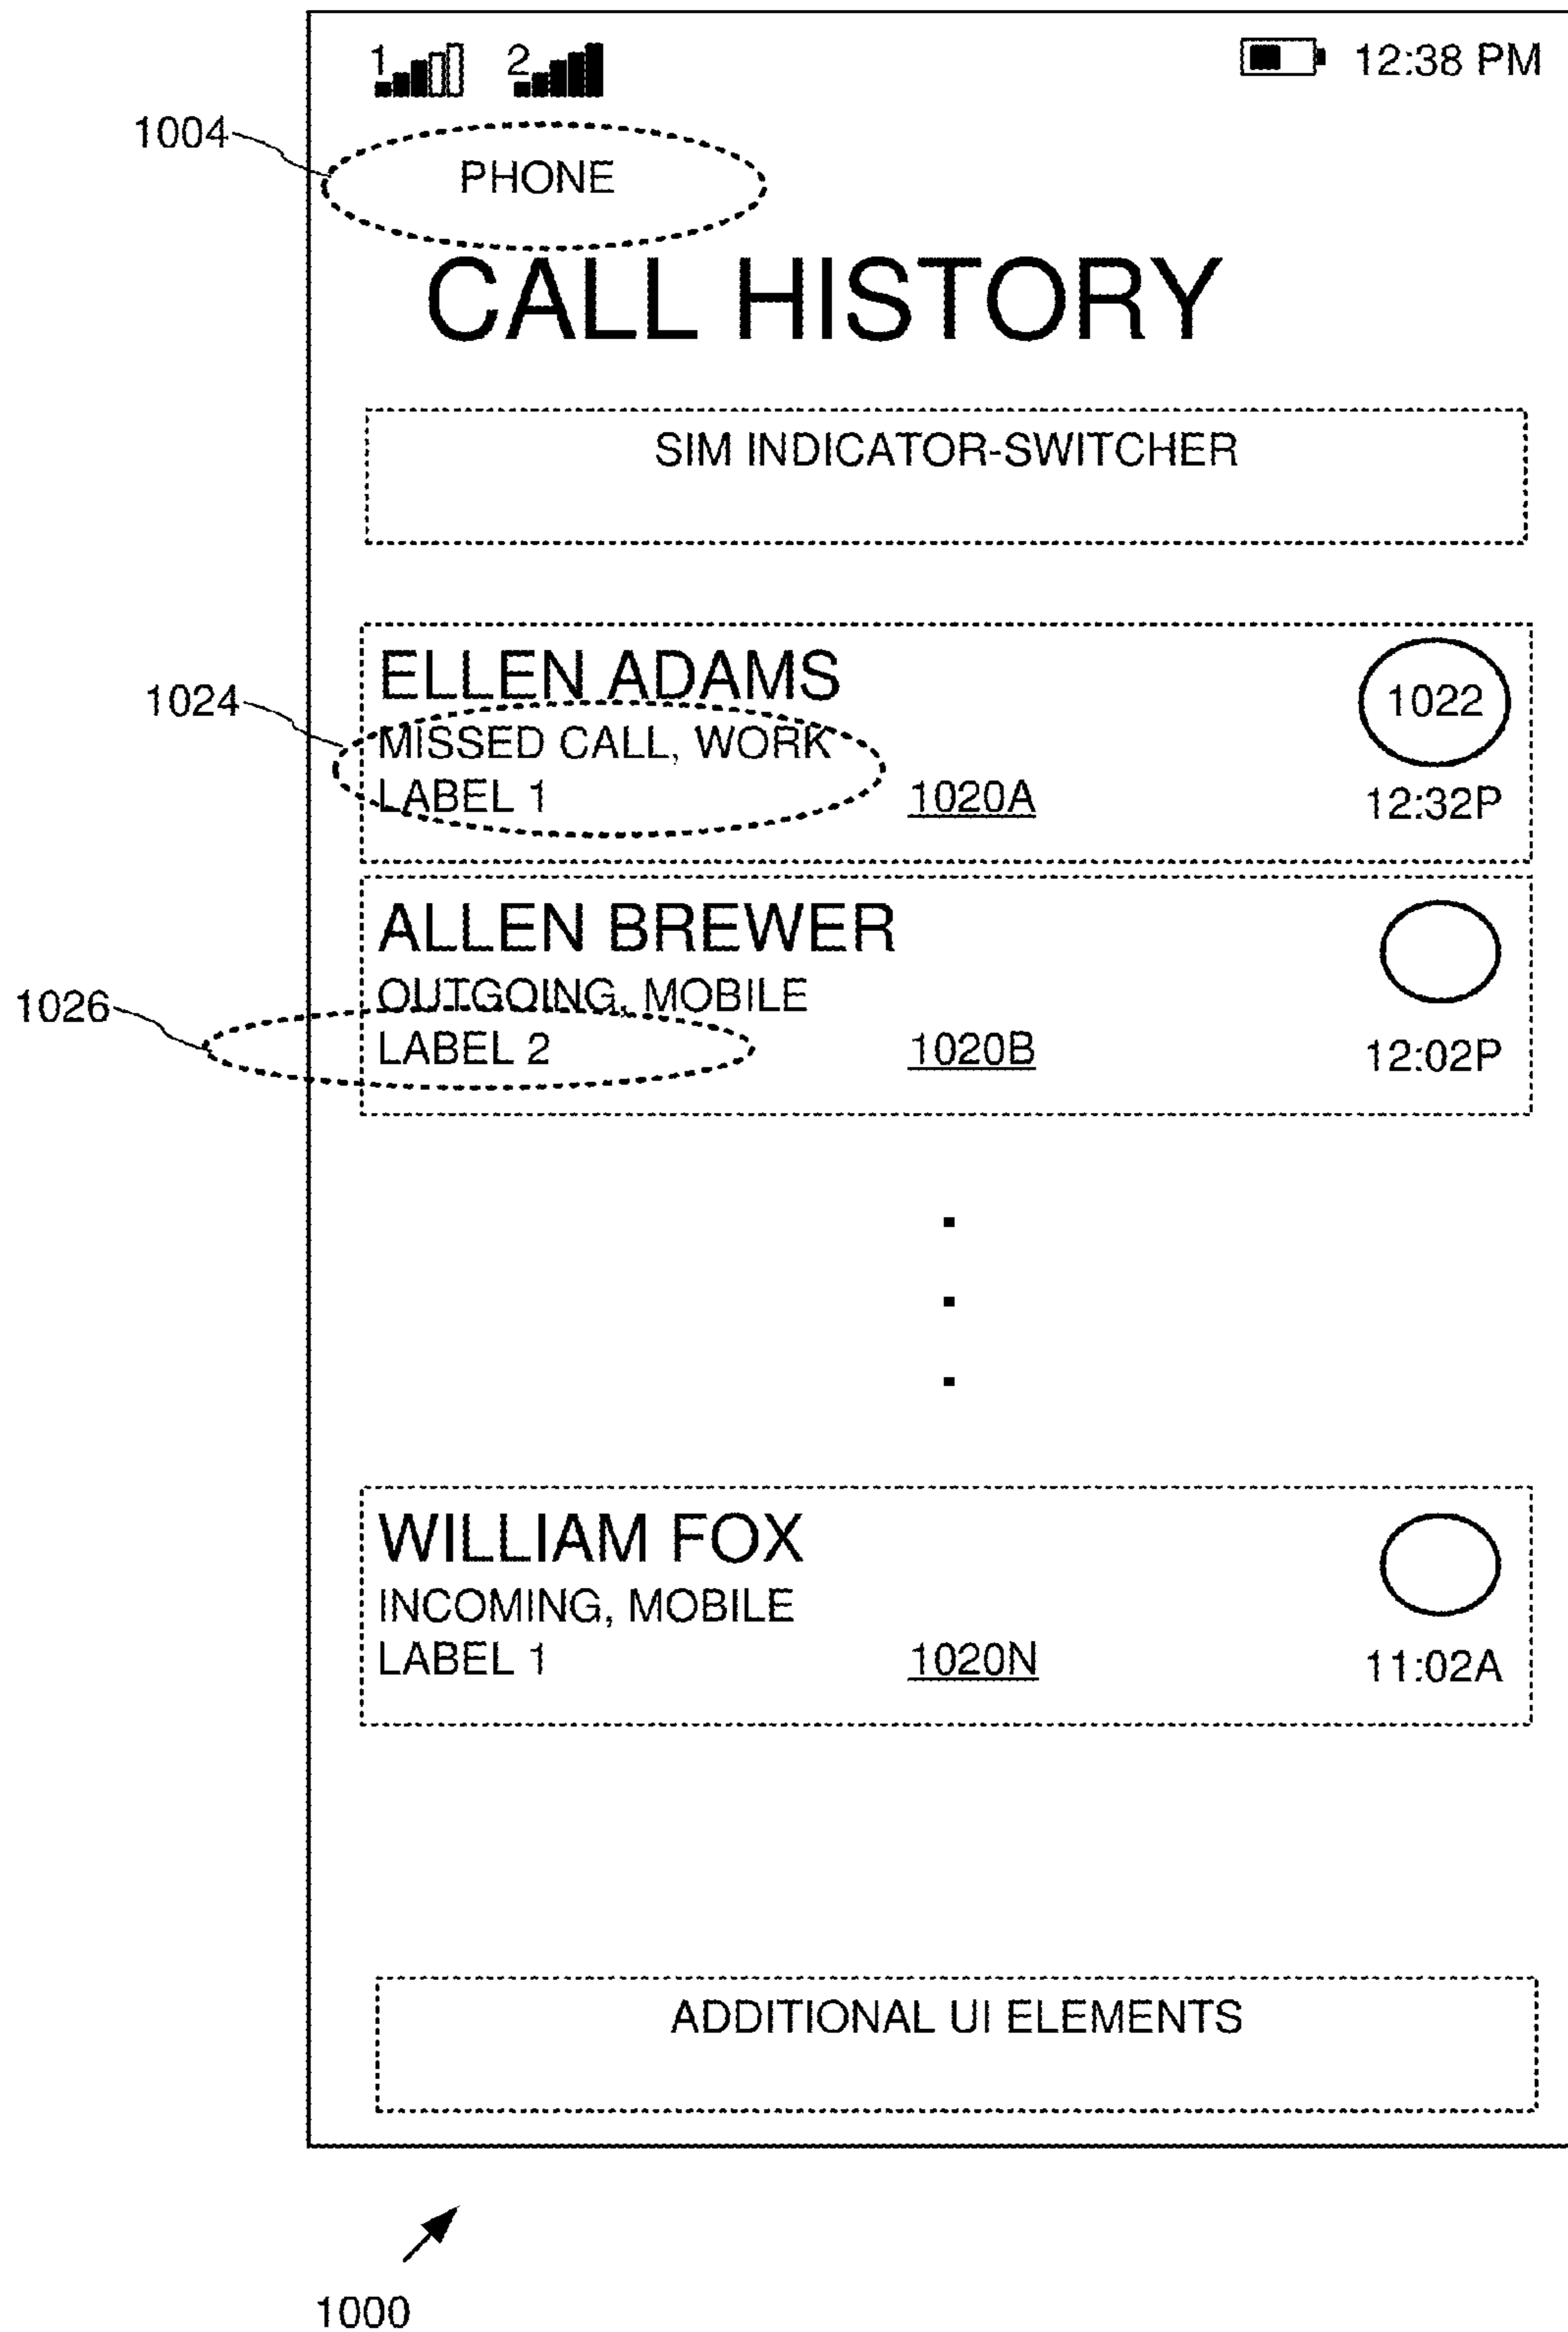 1 2 12:38 PM
1004
PHONE
CALL HISTORY
SIM INDICATOR-SWITCHER
ELLEN ADAMS
1022
1024
MISSED CALL, WORK
LABEL 1 1020A 12:32P
ALLEN BREWER
OUTGOING, MOBILE
1026
LABEL 2 1020B 12:02P
WILLIAM FOX
INCOMING, MOBILE
LABEL 1 1020N 11:02A
ADDITIONAL UI ELEMENTS
1000